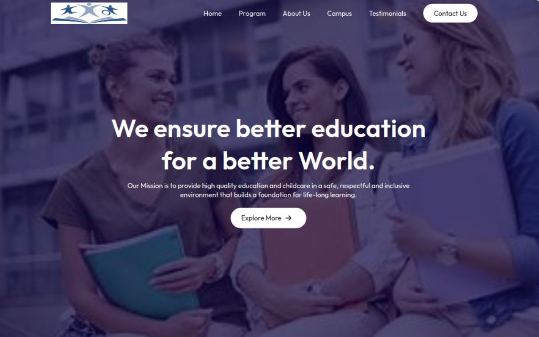 Home Program About Us Campus Testimonials Contact Us
We ensure better education
for a better World.
Our Mission is to provide high quality education and childcare in a safe, respectful and inclusive
environment that builds a foundation for life-long learning.
Explore More →